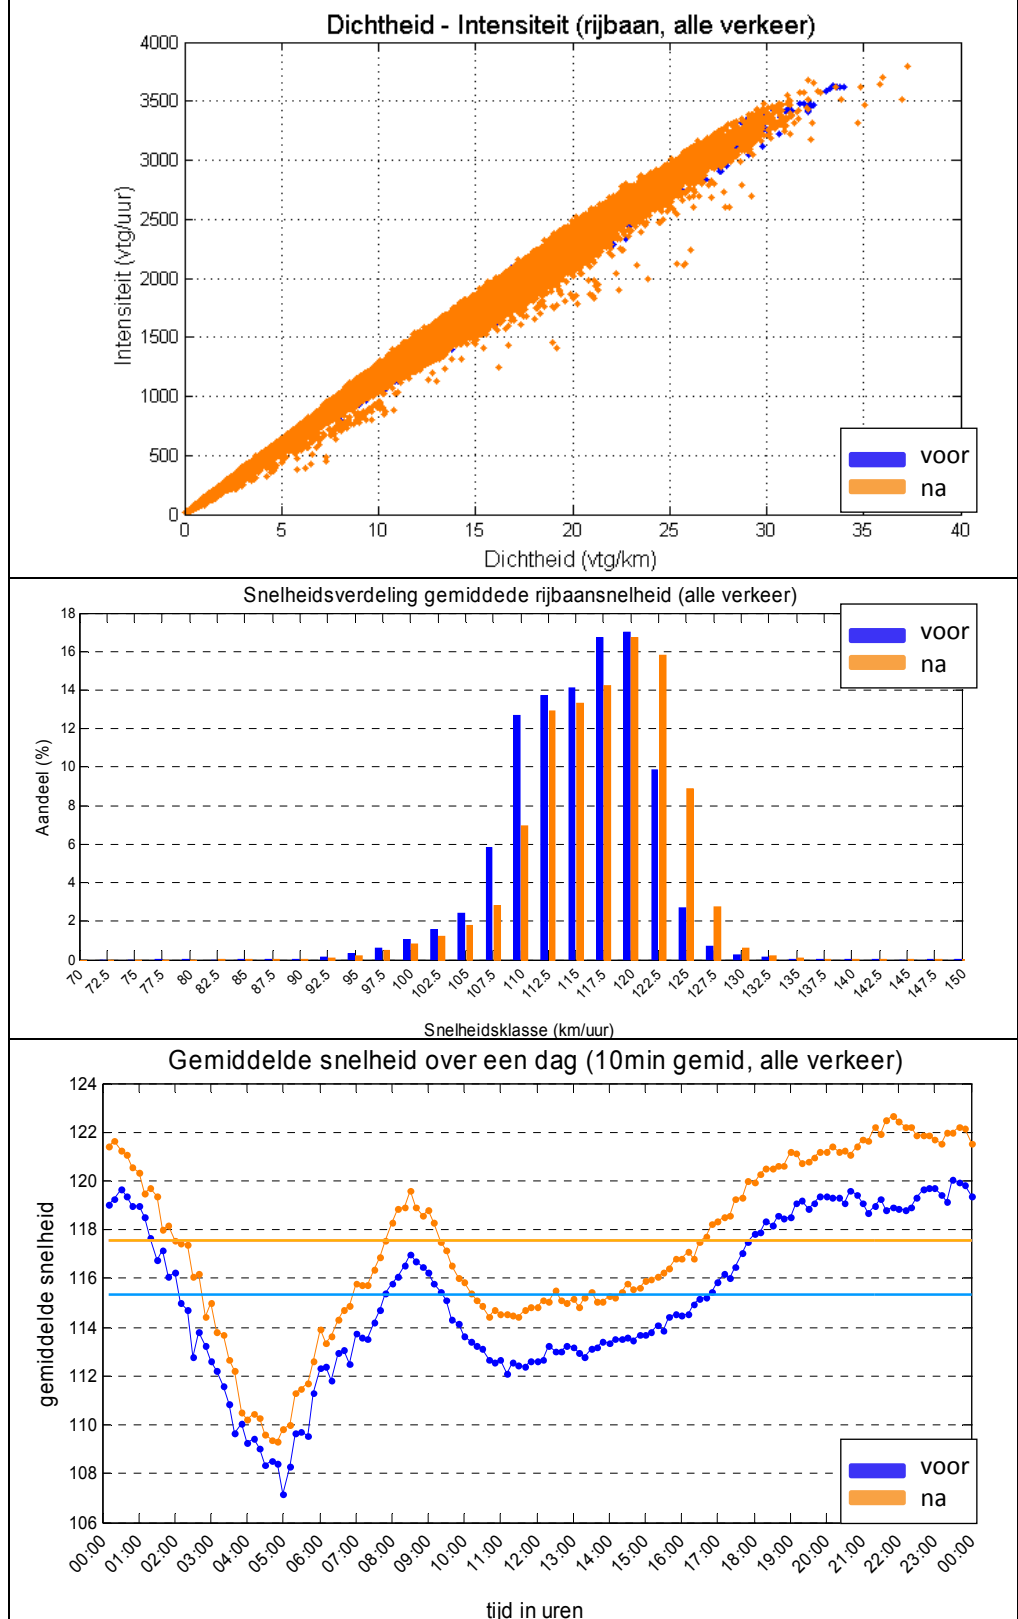 Dichtheid - Intensiteit (rijbaan, alle verkeer)
4000
3500
3000
2500
2000
1500
1000
500
0
Intensiteit (vtg/uur)
0 5 10 15 20 25 30 35 40
Dichtheid (vtg/km)
voor
na
Snelheidsverdeling gemiddede rijbaansnelheid (alle verkeer)
18
16
14
12
10
8
6
4
2
0
Aandeel (%)
70 72.5 75 77.5 80 82.5 85 87.5 90 92.5 95 97.5 100 102.5 105 107.5 110 112.5 115 117.5 120 122.5 125 127.5 130 132.5 135 137.5 140 142.5 145 147.5 150
Snelheidsklasse (km/uur)
voor
na
Gemiddelde snelheid over een dag (10min gemid, alle verkeer)
124
122
120
118
116
114
112
110
108
106
gemiddelde snelheid
00:00 01:00 02:00 03:00 04:00 05:00 06:00 07:00 08:00 09:00 10:00 11:00 12:00 13:00 14:00 15:00 16:00 17:00 18:00 19:00 20:00 21:00 22:00 23:00 00:00
tijd in uren
voor
na